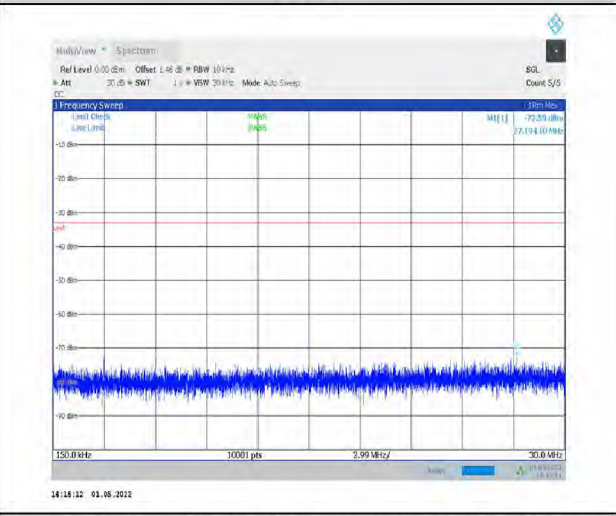 MultiView Spectrum
Ref Level 0.00 dBm Offset 1.46 dB RBW 10 kHz SGL
Att 30 dB SWT 1 s VBW 30 kHz Mode Auto Sweep Count 5/5
DC
1 Frequency Sweep 1Rm Max
Limit Check PASS M1[1] -72.59 dBm
Line Limit PASS 27.19410 MHz
-10 dBm
-20 dBm
-30 dBm
-40 dBm
-50 dBm
-60 dBm
-70 dBm
-90 dBm
150.0 kHz 10001 pts 2.99 MHz/ 30.0 MHz
14:16:12 01.05.2022